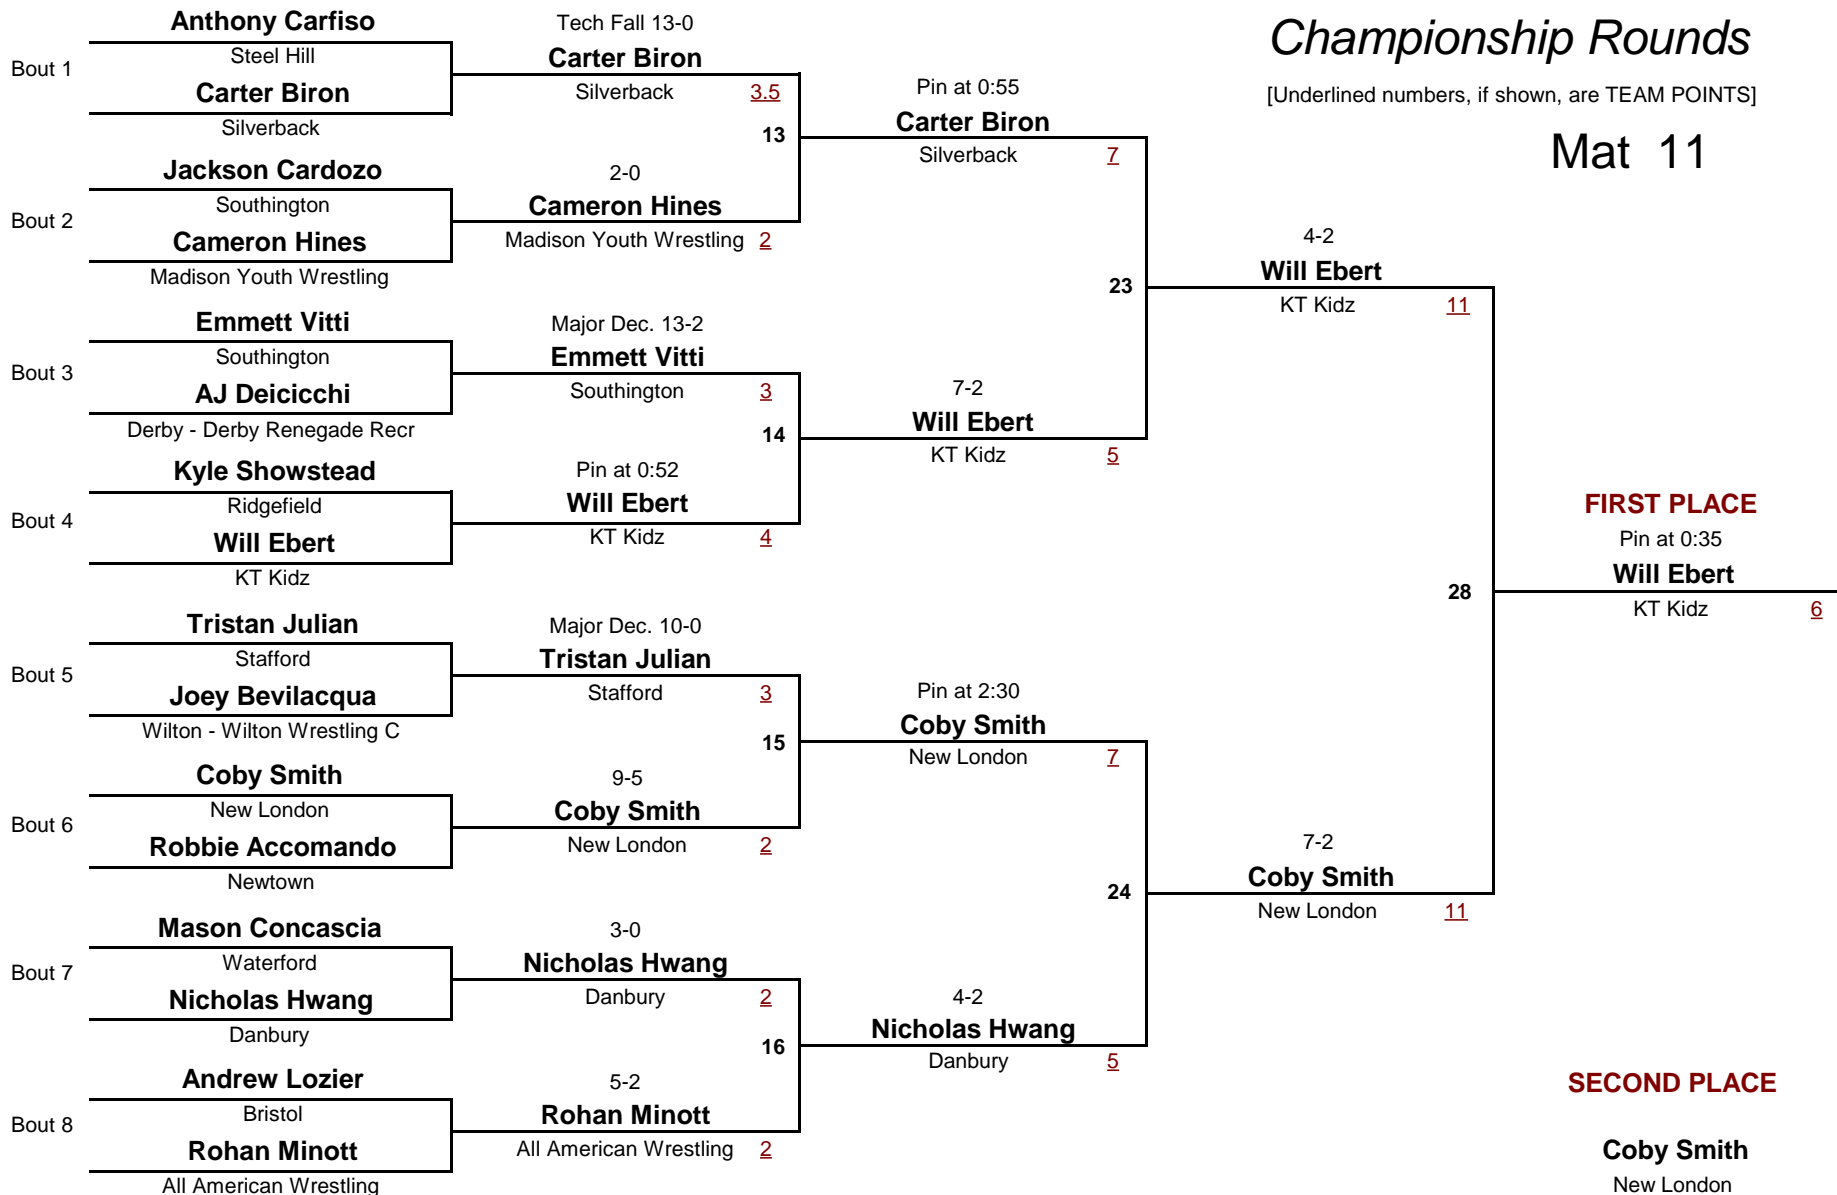 Championship Rounds
[Underlined numbers, if shown, are TEAM POINTS]
Mat 11
Bout 1
Anthony Carfiso
Steel Hill
Carter Biron
Silverback
Bout 2
Jackson Cardozo
Southington
Cameron Hines
Madison Youth Wrestling
Bout 3
Emmett Vitti
Southington
AJ Deicicchi
Derby - Derby Renegade Recr
Bout 4
Kyle Showstead
Ridgefield
Will Ebert
KT Kidz
Bout 5
Tristan Julian
Stafford
Joey Bevilacqua
Wilton - Wilton Wrestling C
Bout 6
Coby Smith
New London
Robbie Accomando
Newtown
Bout 7
Mason Concascia
Waterford
Nicholas Hwang
Danbury
Bout 8
Andrew Lozier
Bristol
Rohan Minott
All American Wrestling
Tech Fall 13-0
Carter Biron
Silverback 3.5
13
2-0
Cameron Hines
Madison Youth Wrestling 2
Major Dec. 13-2
Emmett Vitti
Southington 3
14
Pin at 0:52
Will Ebert
KT Kidz 4
Major Dec. 10-0
Tristan Julian
Stafford 3
15
9-5
Coby Smith
New London 2
3-0
Nicholas Hwang
Danbury 2
16
5-2
Rohan Minott
All American Wrestling 2
Pin at 0:55
Carter Biron
Silverback 7
23
7-2
Will Ebert
KT Kidz 5
Pin at 2:30
Coby Smith
New London 7
24
4-2
Nicholas Hwang
Danbury 5
4-2
Will Ebert
KT Kidz 11
28
7-2
Coby Smith
New London 11
FIRST PLACE
Pin at 0:35
Will Ebert
KT Kidz 6
SECOND PLACE
Coby Smith
New London